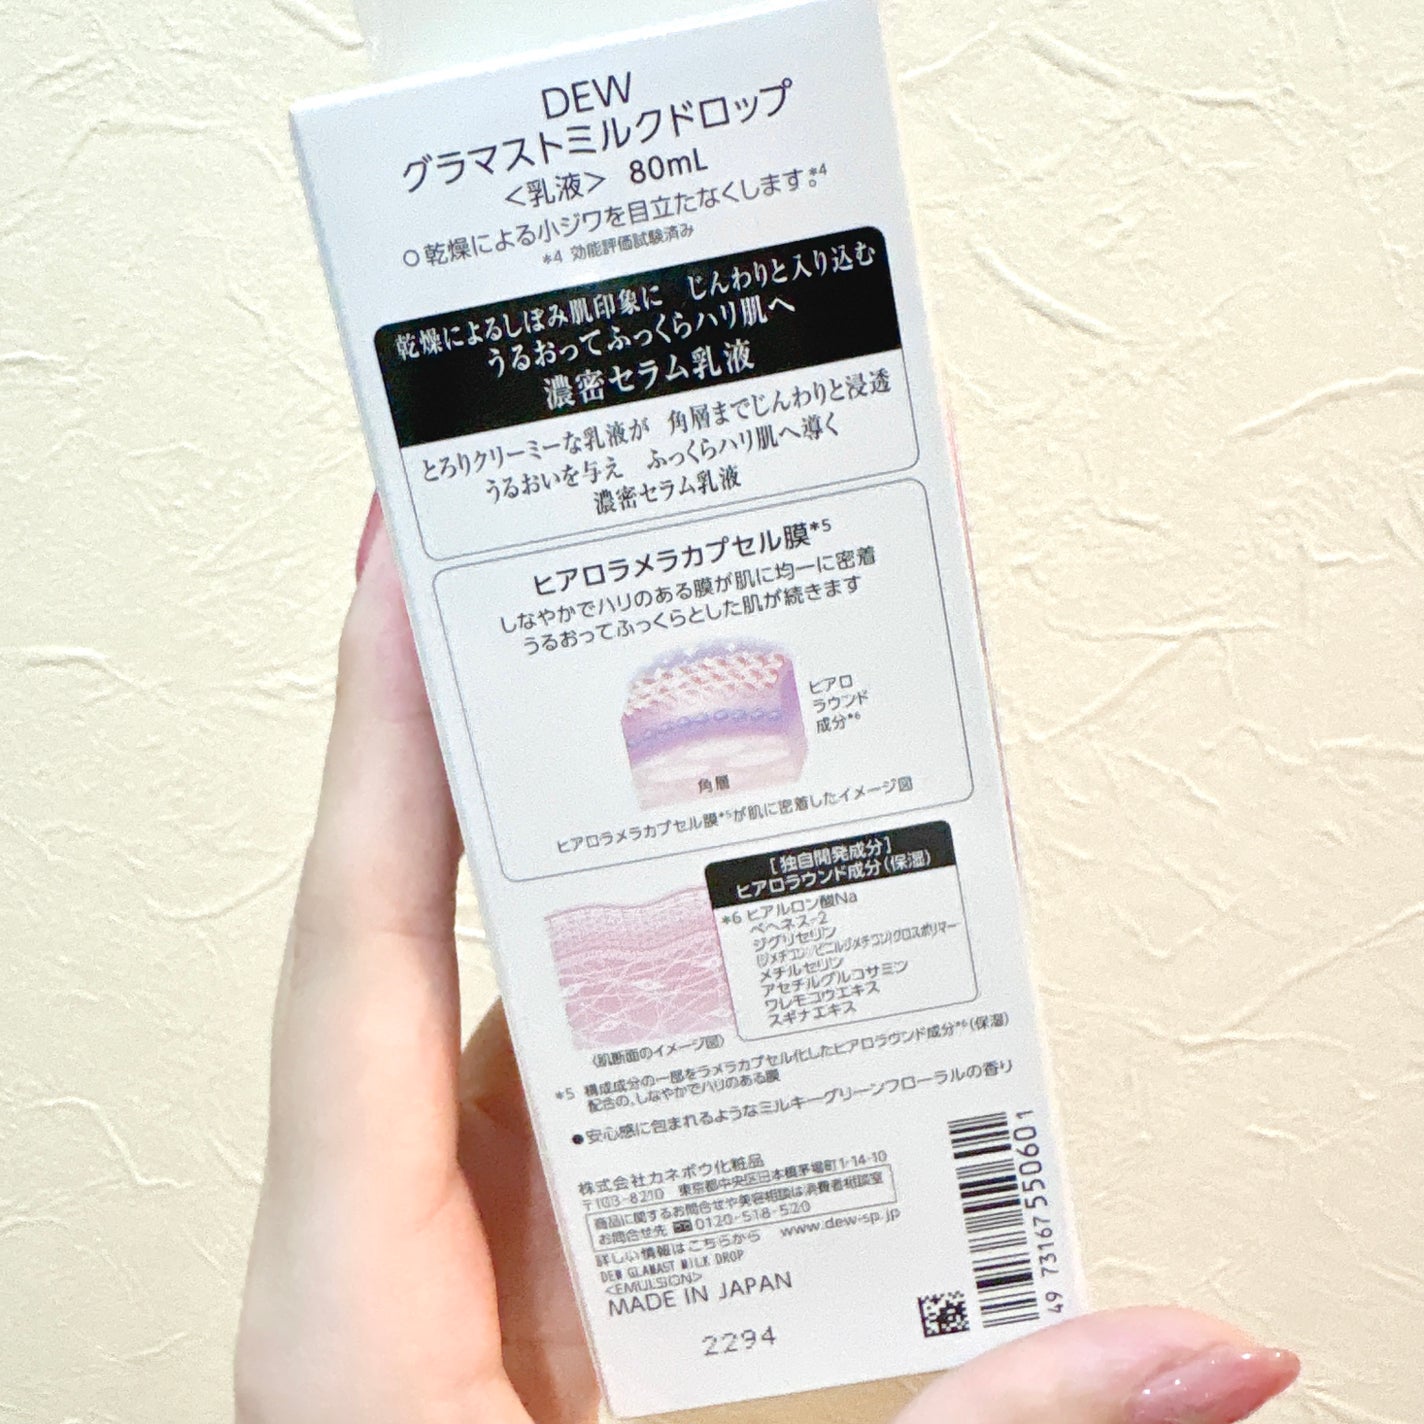 DEW
グラマストミルクドロップ
<乳液> 80mL
○乾燥による小ジワを目立たなくします。*4
*4 効能評価試験済み
乾燥によるしぼみ肌印象に じんわりと入り込む
うるおってふっくらハリ肌へ
濃密セラム乳液
とろりクリーミーな乳液が 角層までじんわりと浸透
うるおいを与え ふっくらハリ肌へ導く
濃密セラム乳液
ヒアロラメラカプセル膜*5
しなやかでハリのある膜が肌に均一に密着
うるおってふっくらとした肌が続きます
ヒアロ
ラウンド
成分*6
角層
ヒアロラメラカプセル膜*5が肌に密着したイメージ図
[独自開発成分]
ヒアロラウンド成分(保湿)
*6 ヒアルロン酸Na
ベヘネス-2
ジグリセリン
(ジメチコン/ビニルジメチコン)クロスポリマー
メチルセリン
アセチルグルコサミン
ワレモコウエキス
スギナエキス
(肌断面のイメージ図)
*5 構成成分の一部をラメラカプセル化したヒアロラウンド成分*6(保湿)
配合の、しなやかでハリのある膜
●安心感に包まれるようなミルキーグリーンフローラルの香り
株式会社カネボウ化粧品
〒103-8210 東京都中央区日本橋茅場町1-14-10
商品に関するお問合せや美容相談は消費者相談室
お問合せ先 0120-518-520
詳しい情報はこちらから www.dew-sp.jp
DEW GLAMAST MILK DROP
<EMULSION>
MADE IN JAPAN
2294
49 73167 550601